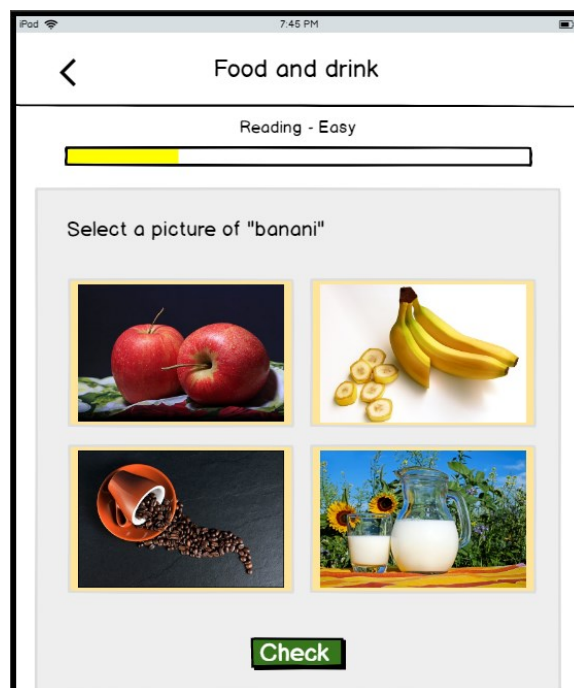 iPad 7:45 PM
Food and drink
Reading - Easy
Select a picture of "banani"
Check